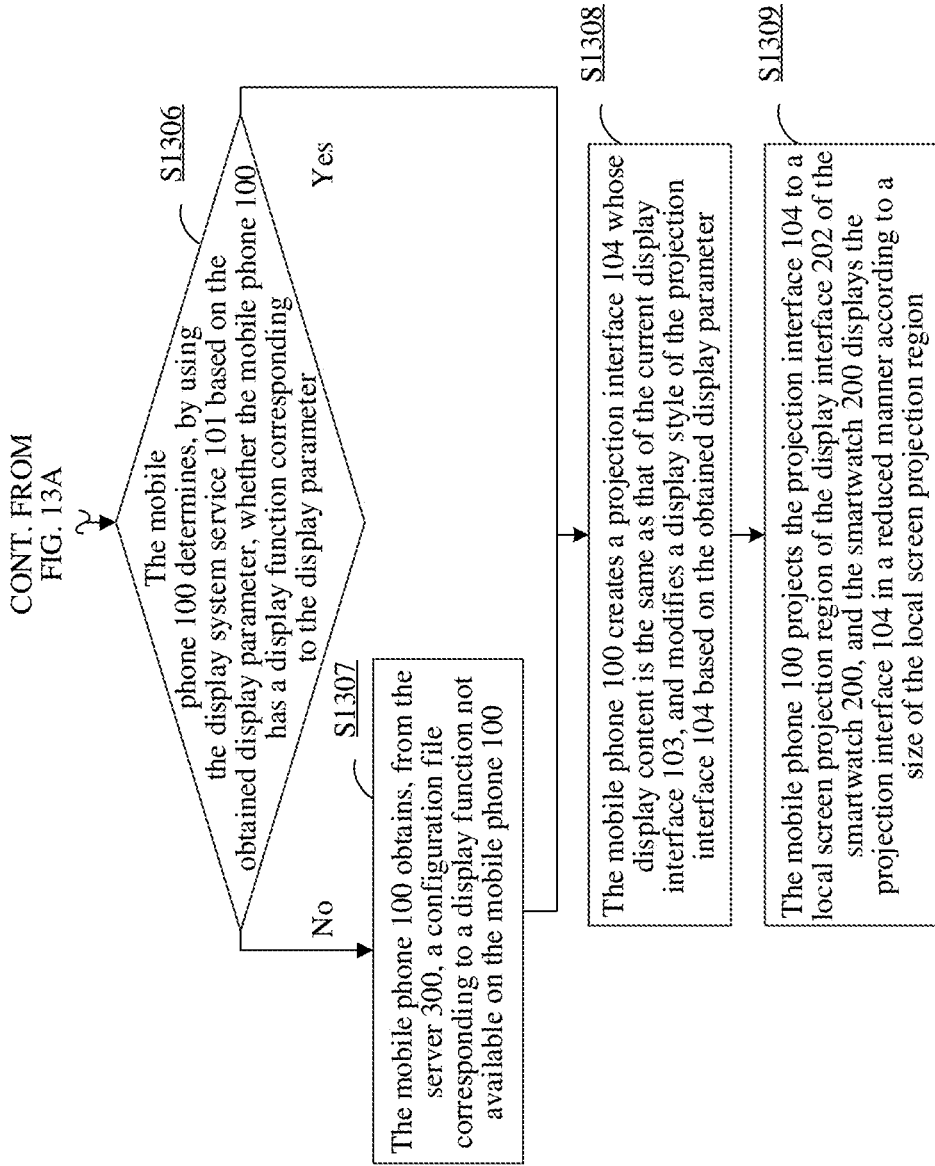 CONT. FROM
FIG. 13A
S1306
The mobile
phone 100 determines, by using
the display system service 101 based on the
obtained display parameter, whether the mobile phone 100
has a display function corresponding
to the display parameter
No
Yes
S1307
The mobile phone 100 obtains, from the
server 300, a configuration file
corresponding to a display function not
available on the mobile phone 100
S1308
The mobile phone 100 creates a projection interface 104 whose
display content is the same as that of the current display
interface 103, and modifies a display style of the projection
interface 104 based on the obtained display parameter
S1309
The mobile phone 100 projects the projection interface 104 to a
local screen projection region of the display interface 202 of the
smartwatch 200, and the smartwatch 200 displays the
projection interface 104 in a reduced manner according to a
size of the local screen projection region